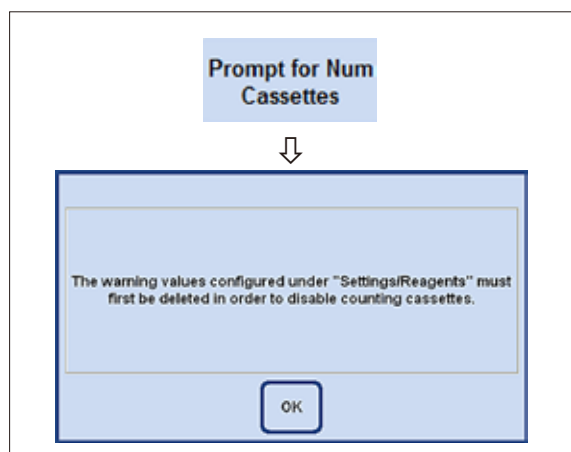 Prompt for Num
Cassettes
The warning values configured under "Settings/Reagents" must
first be deleted in order to disable counting cassettes.
OK